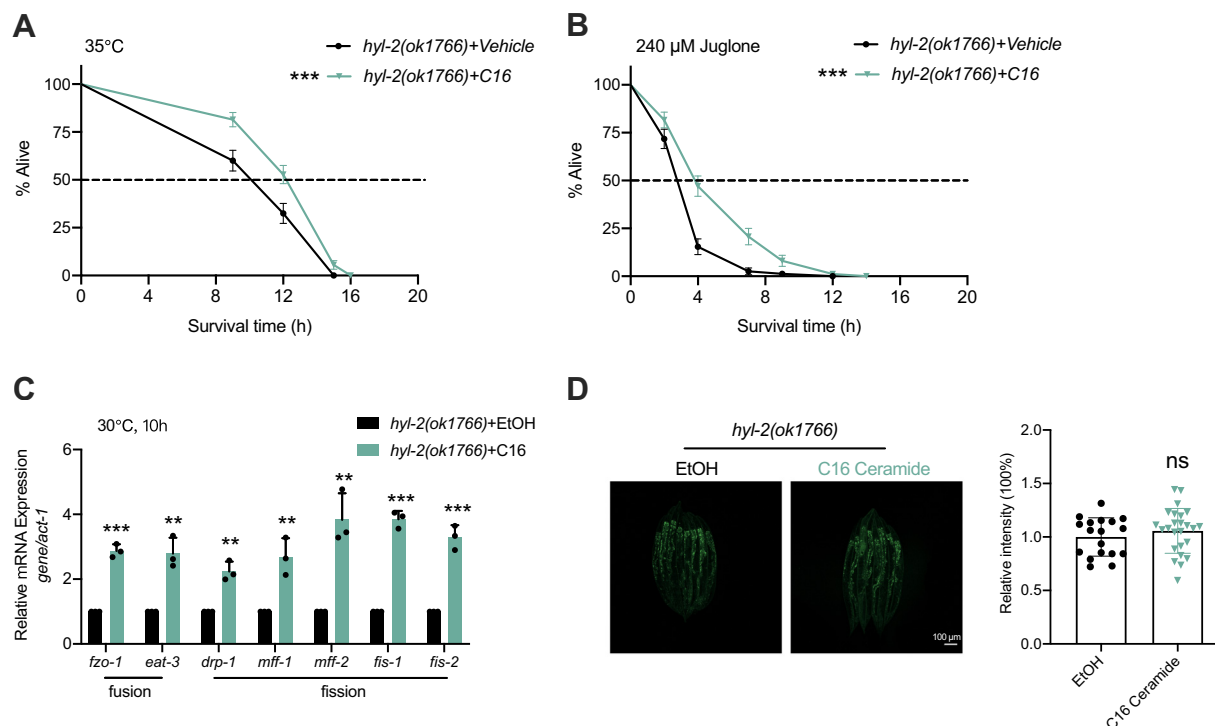 A
35°C
hyl-2(ok1766)+Vehicle
*** hyl-2(ok1766)+C16
% Alive
100
75
50
25
0
0 4 8 12 16 20
Survival time (h)
B
240 µM Juglone
hyl-2(ok1766)+Vehicle
*** hyl-2(ok1766)+C16
% Alive
100
75
50
25
0
0 4 8 12 16 20
Survival time (h)
C
30°C, 10h
hyl-2(ok1766)+EtOH
hyl-2(ok1766)+C16
Relative mRNA Expression
gene/act-1
6
4
2
0
*** ** ** ** ** *** ***
fzo-1 eat-3 drp-1 mff-1 mff-2 fis-1 fis-2
fusion fission
D
hyl-2(ok1766)
EtOH C16 Ceramide
100 µm
Relative intensity (100%)
2.0
1.5
1.0
0.5
0.0
ns
EtOH
C16 Ceramide